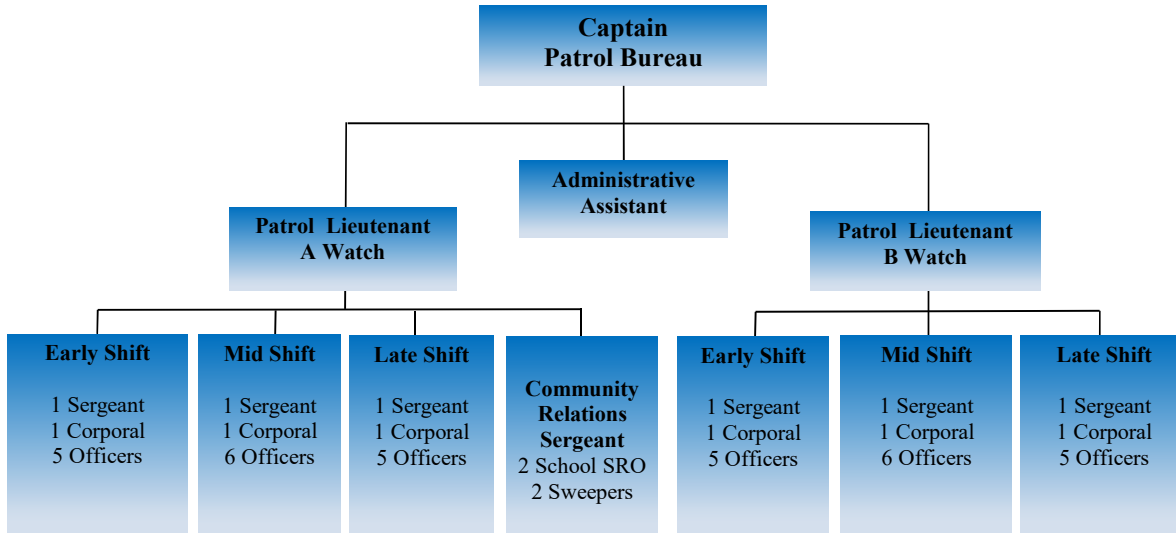 Captain
Patrol Bureau
Administrative
Assistant
Patrol Lieutenant
A Watch
Patrol Lieutenant
B Watch
Early Shift
1 Sergeant
1 Corporal
5 Officers
Mid Shift
1 Sergeant
1 Corporal
6 Officers
Late Shift
1 Sergeant
1 Corporal
5 Officers
Community
Relations
Sergeant
2 School SRO
2 Sweepers
Early Shift
1 Sergeant
1 Corporal
5 Officers
Mid Shift
1 Sergeant
1 Corporal
6 Officers
Late Shift
1 Sergeant
1 Corporal
5 Officers